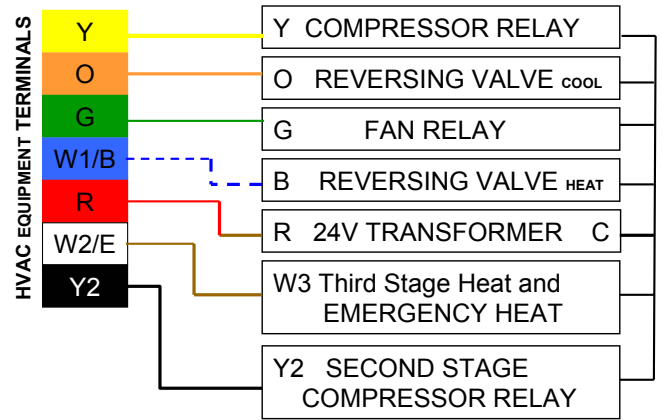 HVAC EQUIPMENT TERMINALS
Y
O
G
W1/B
R
W2/E
Y2
Y COMPRESSOR RELAY
O REVERSING VALVE COOL
G FAN RELAY
B REVERSING VALVE HEAT
R 24V TRANSFORMER C
W3 Third Stage Heat and
EMERGENCY HEAT
Y2 SECOND STAGE
COMPRESSOR RELAY